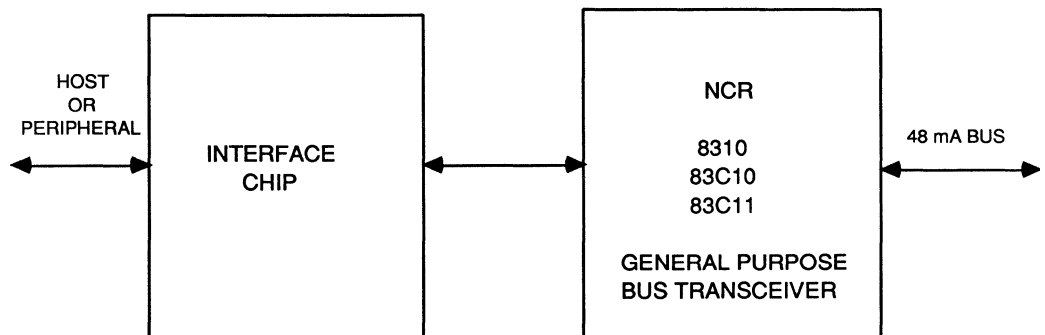 HOST
OR
PERIPHERAL
INTERFACE
CHIP
NCR
8310
83C10
83C11
GENERAL PURPOSE
BUS TRANSCEIVER
48 mA BUS